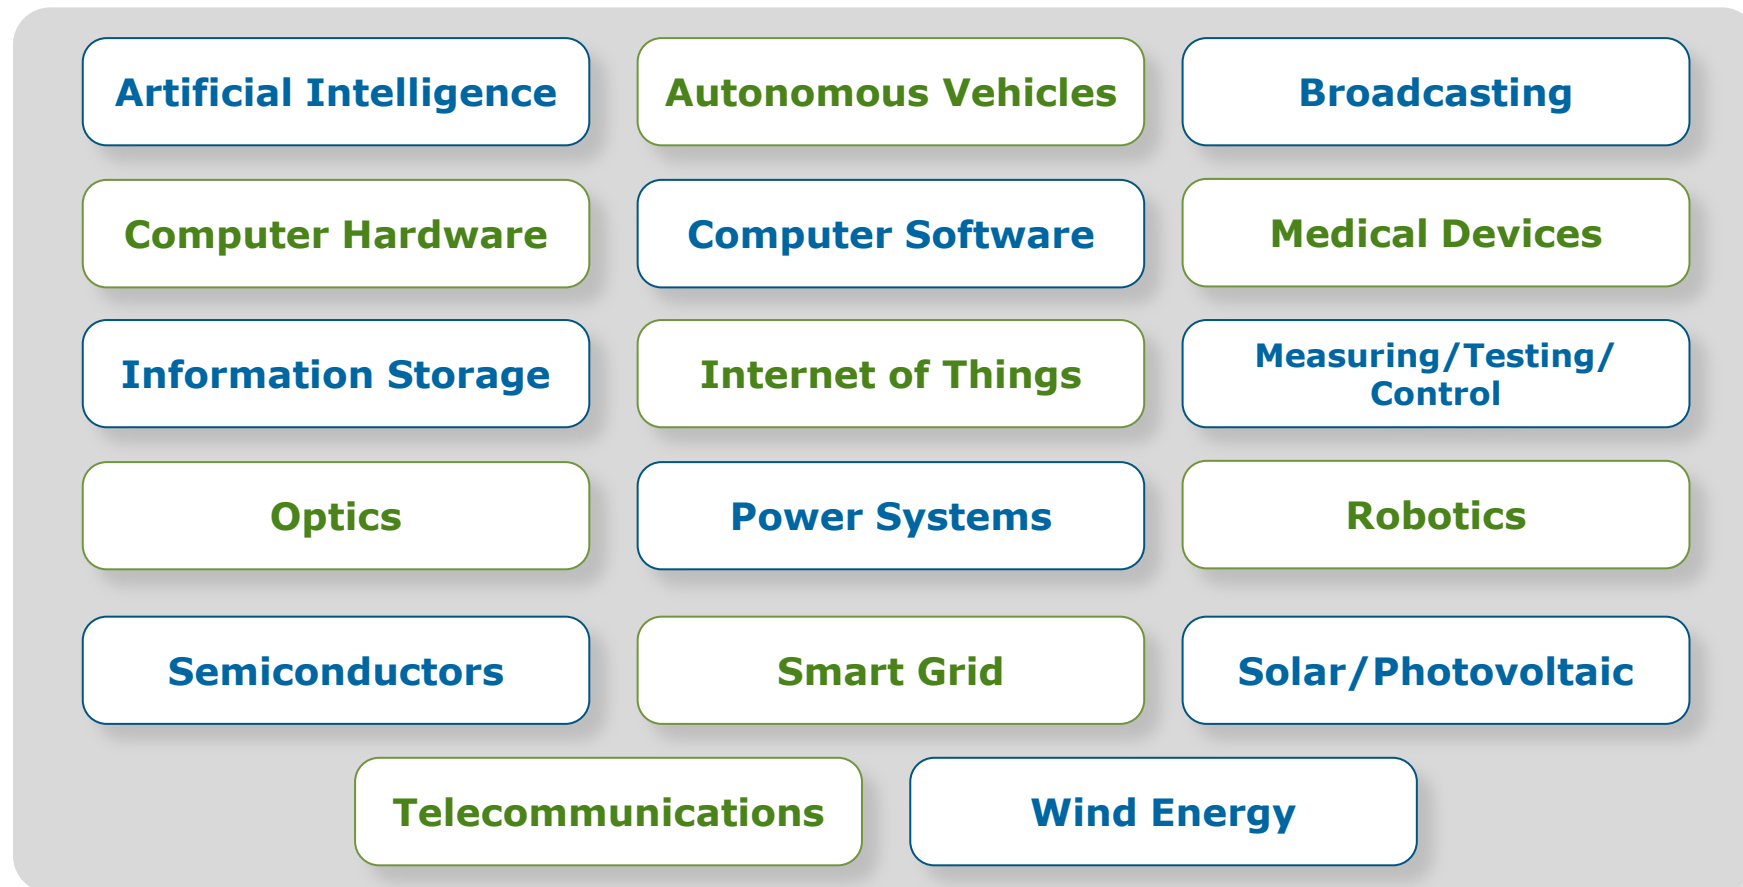 Artificial Intelligence
Autonomous Vehicles
Broadcasting
Computer Hardware
Computer Software
Medical Devices
Information Storage
Internet of Things
Measuring/Testing/
Control
Optics
Power Systems
Robotics
Semiconductors
Smart Grid
Solar/Photovoltaic
Telecommunications
Wind Energy